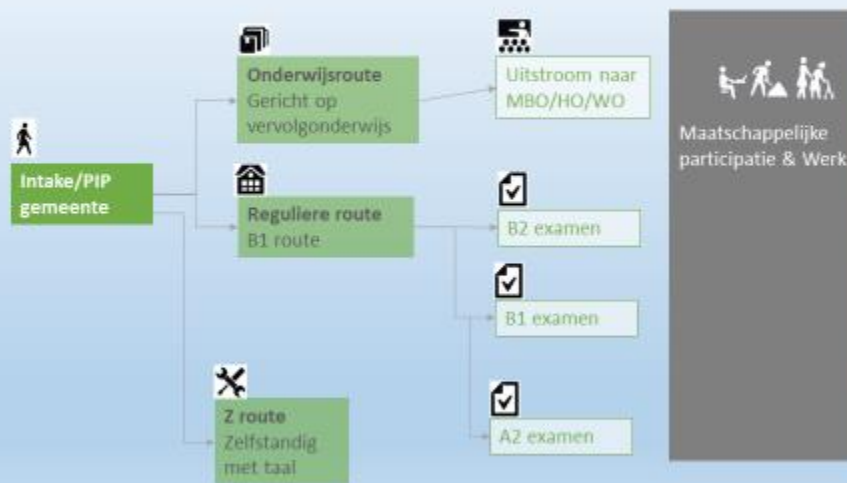 Intake/PIP
gemeente
Onderwijsroute
Gericht op
vervolgonderwijs
Uitstroom naar
MBO/HO/WO
Reguliere route
B1 route
B2 examen
B1 examen
A2 examen
Z route
Zelfstandig
met taal
Maatschappelijke
participatie & Werk